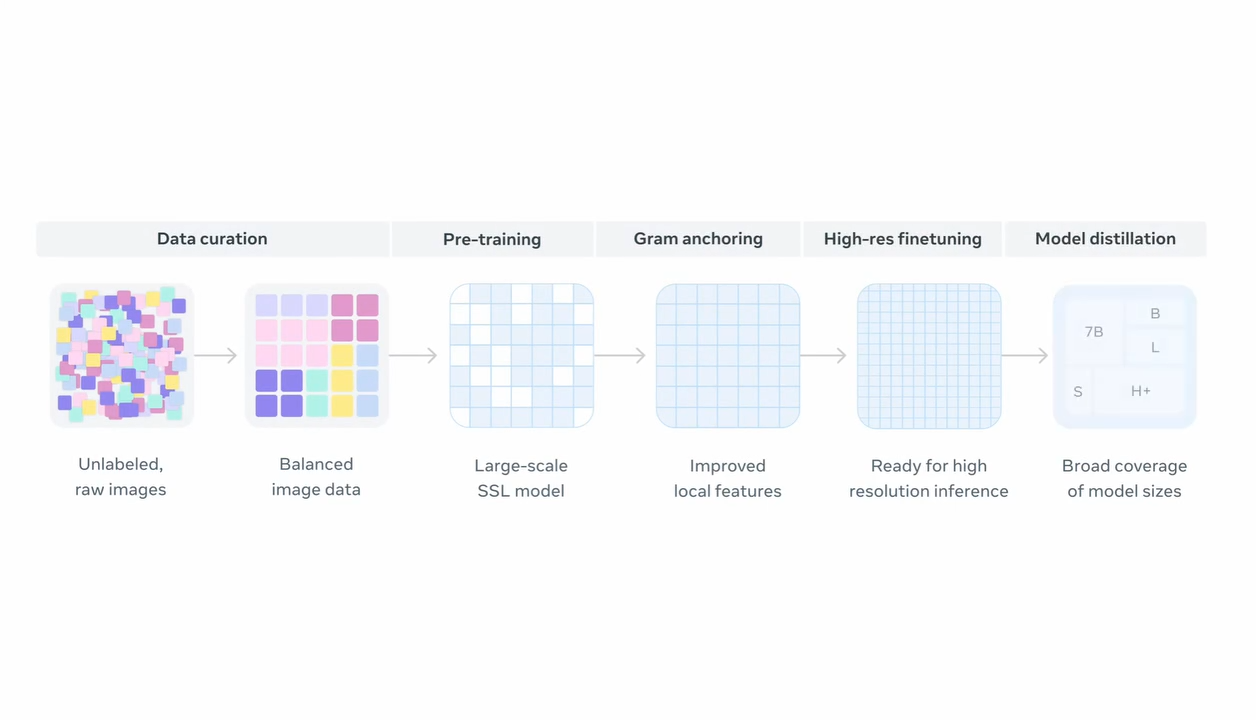 Data curation
Pre-training
Gram anchoring
High-res finetuning
Model distillation
7B
B
L
S
H+
Unlabeled,
raw images
Balanced
image data
Large-scale
SSL model
Improved
local features
Ready for high
resolution inference
Broad coverage
of model sizes